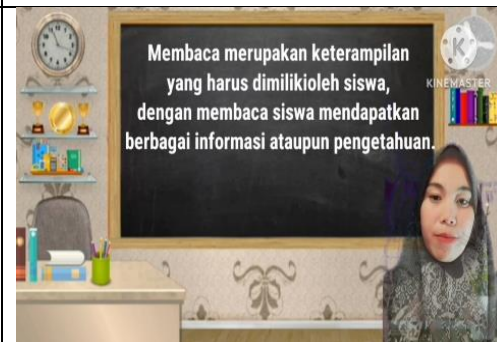 Membaca merupakan keterampilan
yang harus dimilikioleh siswa,
dengan membaca siswa mendapatkan
berbagai informasi ataupun pengetahuan.
KINEMASTER